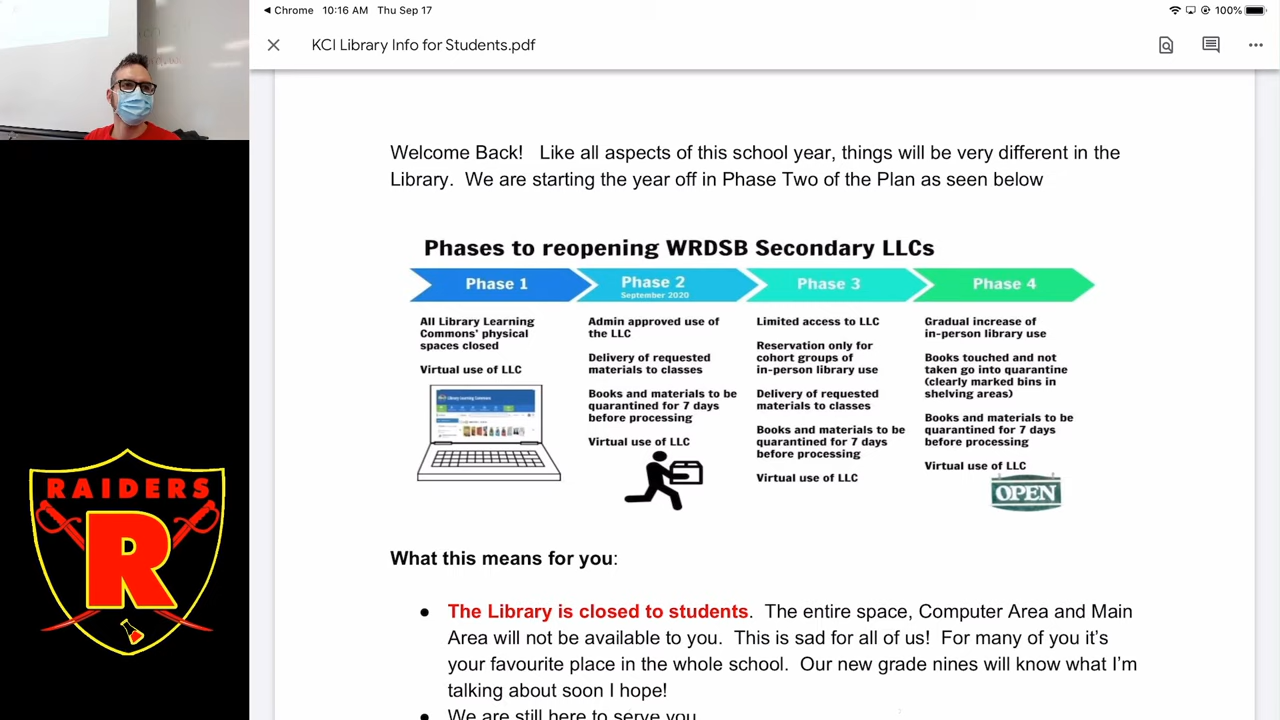 Chrome 10:16 AM Thu Sep 17
100%
KCI Library Info for Students.pdf
Welcome Back! Like all aspects of this school year, things will be very different in the
Library. We are starting the year off in Phase Two of the Plan as seen below
Phases to reopening WRDSB Secondary LLCs
Phase 1
All Library Learning
Commons' physical
spaces closed
Virtual use of LLC
Phase 2
September 2020
Admin approved use of
the LLC
Delivery of requested
materials to classes
Books and materials to be
quarantined for 7 days
before processing
Virtual use of LLC
Phase 3
Limited access to LLC
Reservation only for
cohort groups of
in-person library use
Delivery of requested
materials to classes
Books and materials to be
quarantined for 7 days
before processing
Virtual use of LLC
Phase 4
Gradual increase of
in-person library use
Books touched and not
taken go into quarantine
(clearly marked bins in
shelving areas)
Books and materials to be
quarantined for 7 days
before processing
Virtual use of LLC
OPEN
What this means for you:
● The Library is closed to students. The entire space, Computer Area and Main
Area will not be available to you. This is sad for all of us! For many of you it's
your favourite place in the whole school. Our new grade nines will know what I'm
talking about soon I hope!
● We are still here to serve you
RAIDERS
R